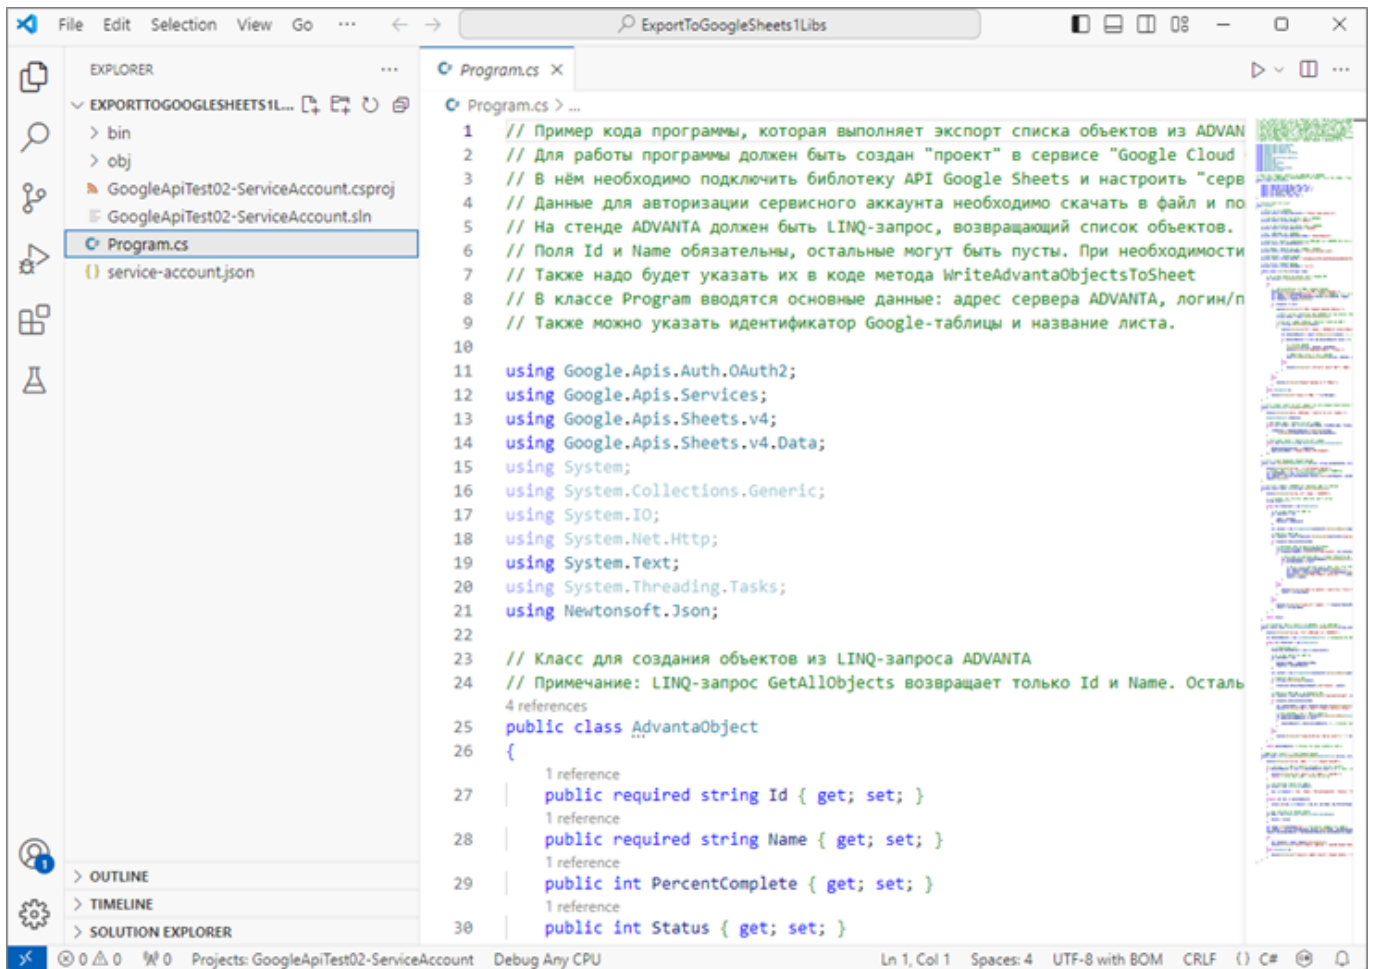 File Edit Selection View Go ··· ExportToGoogleSheets1Libs
EXPLORER ···
EXPORTTOGOOGLESHEETS1L...
bin
obj
GoogleApiTest02-ServiceAccount.csproj
GoogleApiTest02-ServiceAccount.sln
C# Program.cs
{} service-account.json
OUTLINE
TIMELINE
SOLUTION EXPLORER
C# Program.cs
C# Program.cs > ...
1 // Пример кода программы, которая выполняет экспорт списка объектов из ADVAN
2 // Для работы программы должен быть создан "проект" в сервисе "Google Cloud
3 // В нём необходимо подключить библотеку API Google Sheets и настроить "серв
4 // Данные для авторизации сервисного аккаунта необходимо скачать в файл и по
5 // На стенде ADVANTA должен быть LINQ-запрос, возвращающий список объектов.
6 // Поля Id и Name обязательны, остальные могут быть пусты. При необходимости
7 // Также надо будет указать их в коде метода WriteAdvantaObjectsToSheet
8 // В классе Program вводятся основные данные: адрес сервера ADVANTA, логин/п
9 // Также можно указать идентификатор Google-таблицы и название листа.
10
11 using Google.Apis.Auth.OAuth2;
12 using Google.Apis.Services;
13 using Google.Apis.Sheets.v4;
14 using Google.Apis.Sheets.v4.Data;
15 using System;
16 using System.Collections.Generic;
17 using System.IO;
18 using System.Net.Http;
19 using System.Text;
20 using System.Threading.Tasks;
21 using Newtonsoft.Json;
22
23 // Класс для создания объектов из LINQ-запроса ADVANTA
24 // Примечание: LINQ-запрос GetAllObjects возвращает только Id и Name. Осталь
4 references
25 public class AdvantaObject
26 {
1 reference
27 public required string Id { get; set; }
1 reference
28 public required string Name { get; set; }
1 reference
29 public int PercentComplete { get; set; }
1 reference
30 public int Status { get; set; }
1
0 0 0 Projects: GoogleApiTest02-ServiceAccount Debug Any CPU Ln 1, Col 1 Spaces: 4 UTF-8 with BOM CRLF {} C#